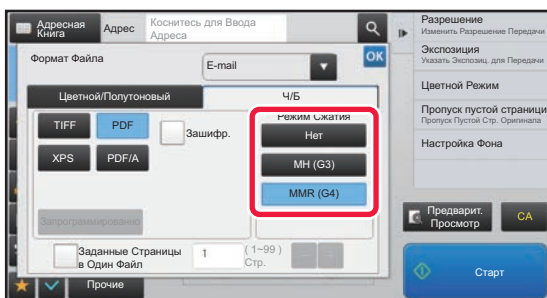 Адресная
Книга
Адрес
Коснитесь для Ввода
Адреса
Формат Файла
E-mail
OK
Цветной/Полутоновый
Ч/Б
TIFF
PDF
Зашифр.
XPS
PDF/A
Режим Сжатия
Нет
MH (G3)
MMR (G4)
Запрограммированно
Заданные Страницы
в Один Файл
1
( 1~99 )
Стр.
Прочие
Разрешение
Изменить Разрешение Передачи
Экспозиция
Указать Экспозиц. для Передачи
Цветной Режим
Пропуск пустой страници
Пропуск Пустой Стр. Оригинала
Настройка Фона
Предварит.
Просмотр
CA
Старт